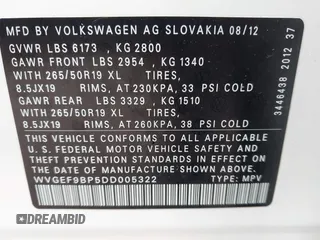 MFD BY VOLKSWAGEN AG SLOVAKIA 08/12
GVWR LBS 6173 , KG 2800
GAWR FRONT LBS 2954 , KG 1340
WITH 265/50R19 XL TIRES,
8.5JX19 RIMS, AT 230KPA, 33 PSI COLD
GAWR REAR LBS 3329 , KG 1510
WITH 265/50R19 XL TIRES,
8.5JX19 RIMS, AT 260KPA, 38 PSI COLD
THIS VEHICLE CONFORMS TO ALL APPLICABLE
U.S. FEDERAL MOTOR VEHICLE SAFETY
STANDARDS IN EFFECT ON THE DATE OF
MANUFACTURE SHOWN ABOVE.
WVGEF9BP5DD005322 TYPE: MPV
3446438 2012 37
DREAMBID